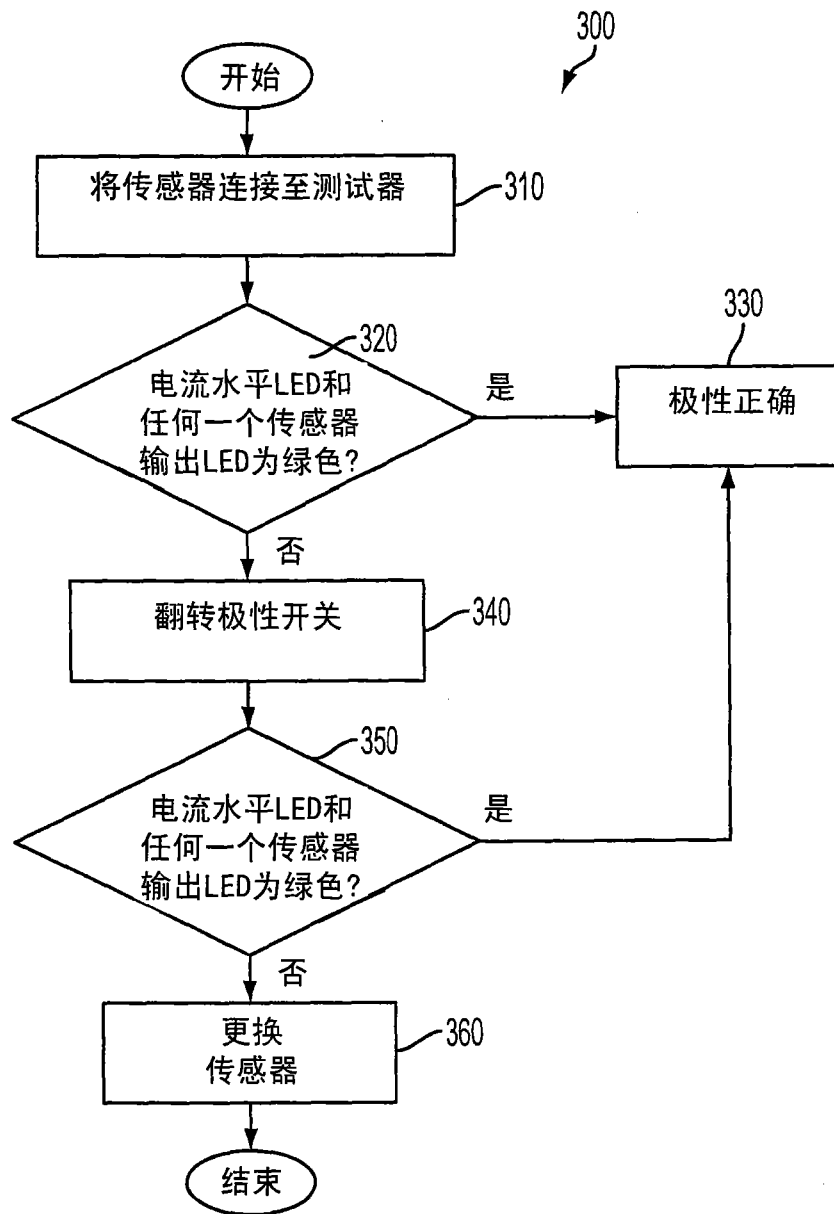 300
开始
将传感器连接至测试器
310
320
电流水平LED和
任何一个传感器
输出LED为绿色?
是
330
极性正确
否
翻转极性开关
340
350
电流水平LED和
任何一个传感器
输出LED为绿色?
是
否
更换
传感器
360
结束